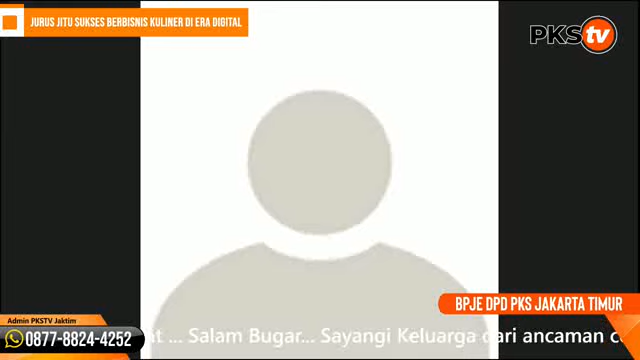 JURUS JITU SUKSES BERBISNIS KULINER DI ERA DIGITAL
PKStv
BPJE DPD PKS JAKARTA TIMUR
Admin PKSTV Jaktim
0877-8824-4252
... Salam Bugar... Sayangi Keluarga dari ancaman